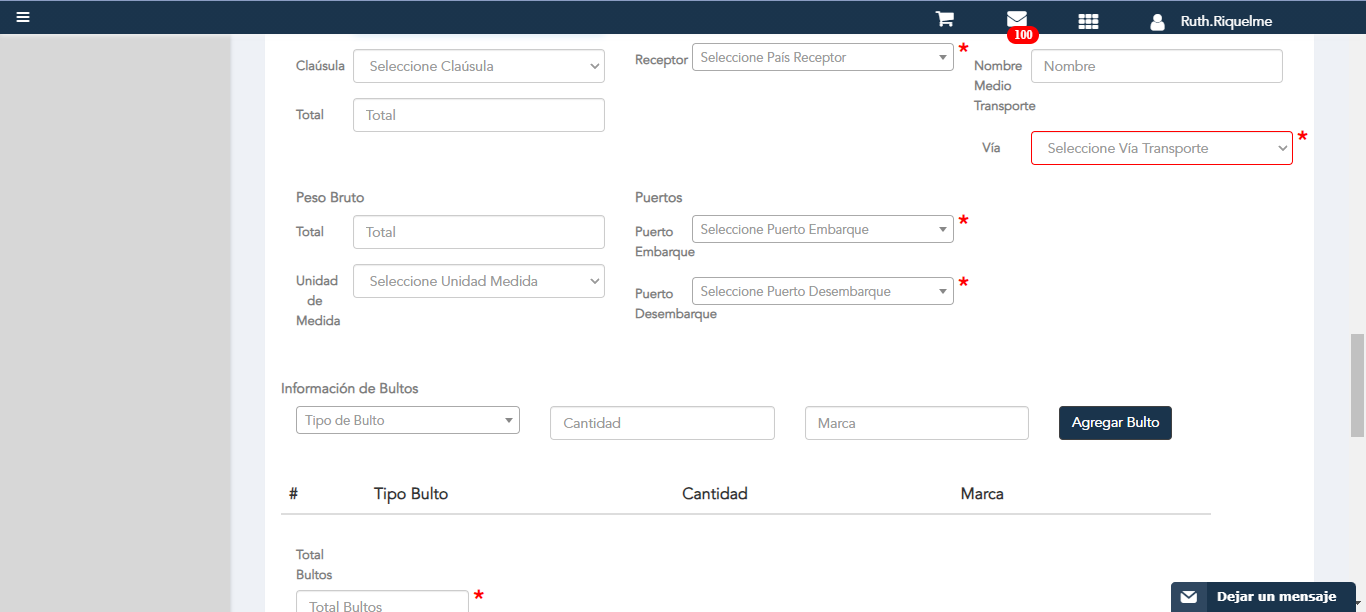 Ruth.Riquelme
100
Claúsula
Seleccione Claúsula
Receptor
Seleccione País Receptor
*
Nombre
Medio
Transporte
Nombre
Total
Total
Vía
Seleccione Vía Transporte
*
Peso Bruto
Puertos
Total
Total
Puerto
Embarque
Seleccione Puerto Embarque
*
Unidad
de
Medida
Seleccione Unidad Medida
Puerto
Desembarque
Seleccione Puerto Desembarque
*
Información de Bultos
Tipo de Bulto
Cantidad
Marca
Agregar Bulto
# Tipo Bulto Cantidad Marca
Total
Bultos
Total Bultos
*
Dejar un mensaje